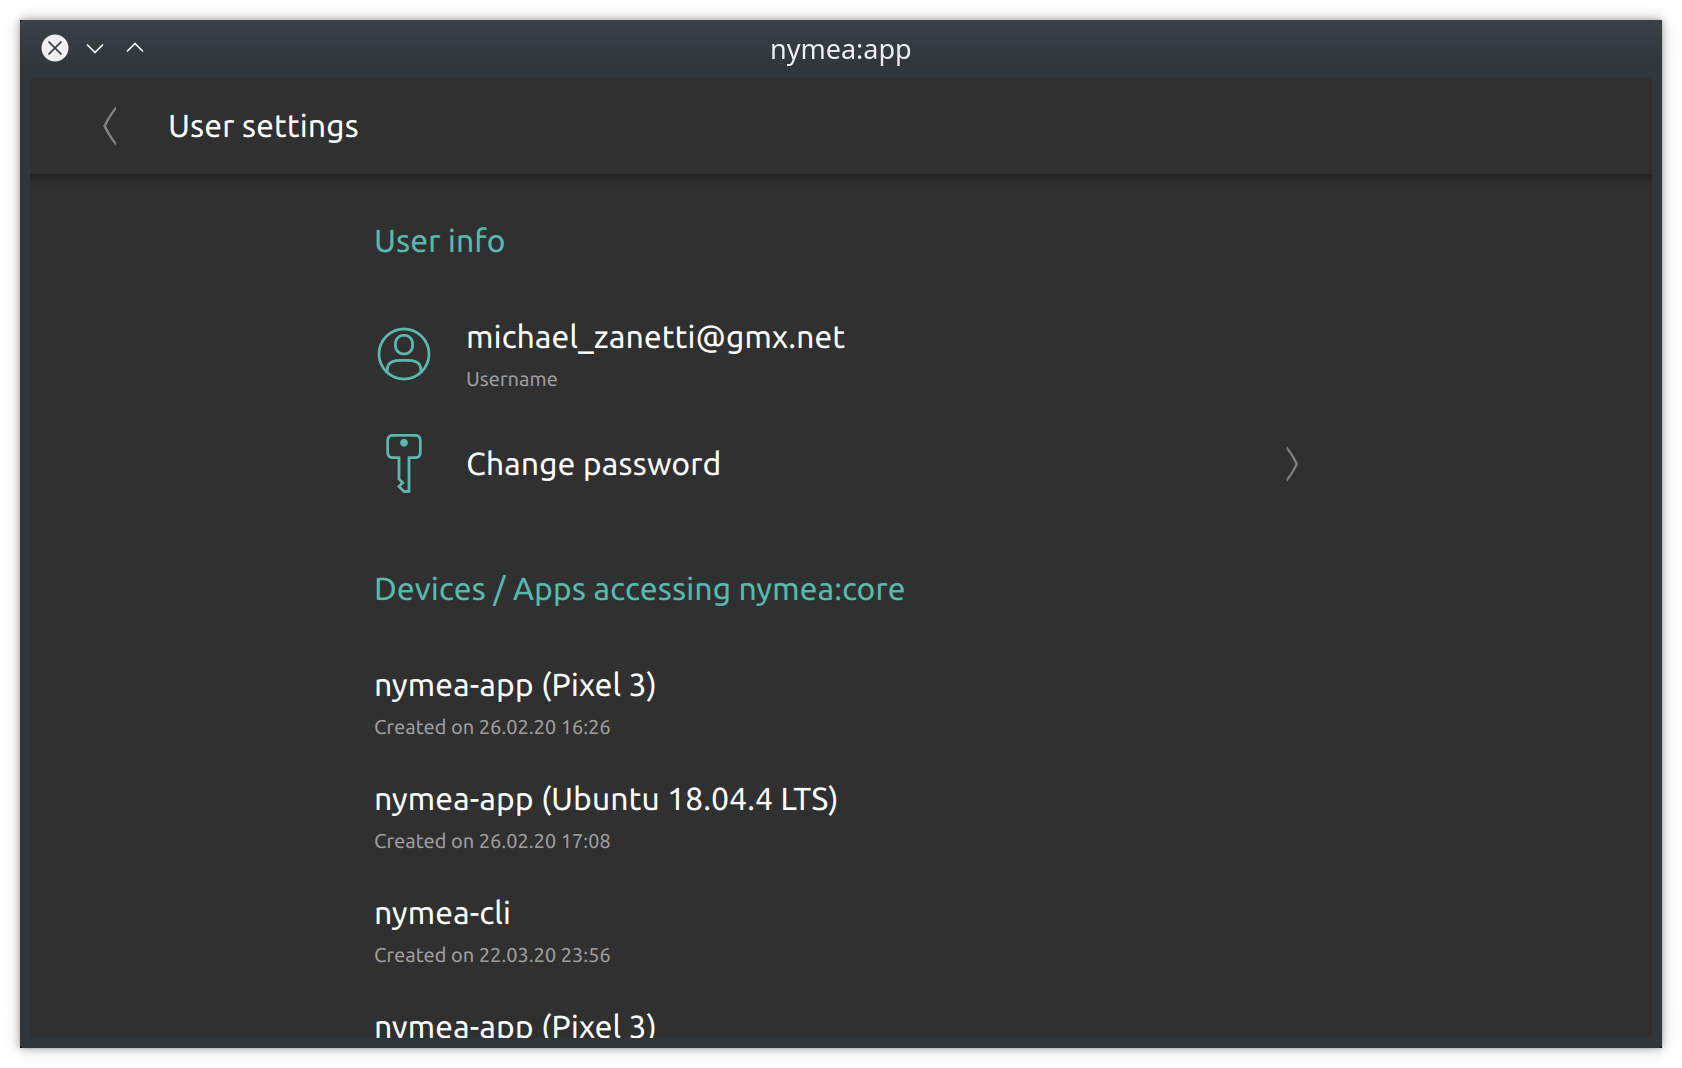 nymea:app
User settings
User info
michael_zanetti@gmx.net
Username
Change password
Devices / Apps accessing nymea:core
nymea-app (Pixel 3)
Created on 26.02.20 16:26
nymea-app (Ubuntu 18.04.4 LTS)
Created on 26.02.20 17:08
nymea-cli
Created on 22.03.20 23:56
nymea-app (Pixel 3)